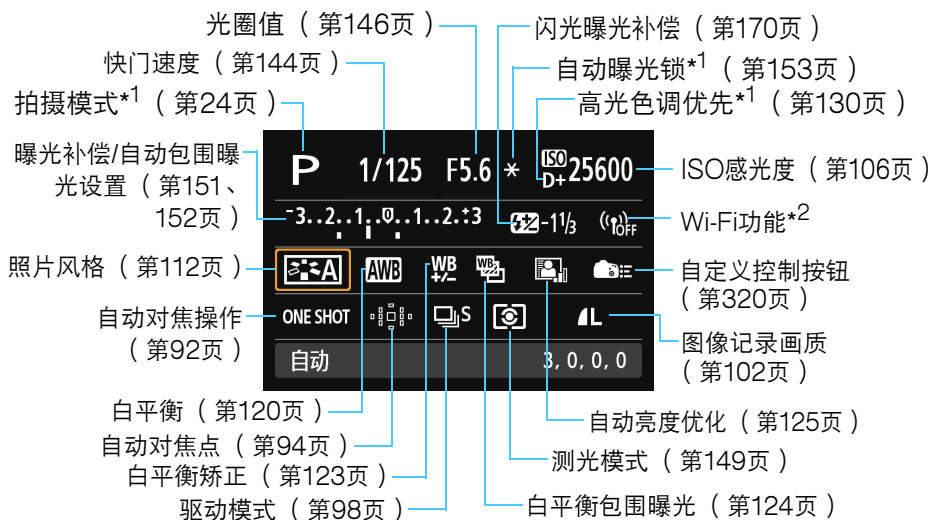 光圈值（第146页）
闪光曝光补偿（第170页）
快门速度（第144页）
自动曝光锁*1（第153页）
拍摄模式*1（第24页）
高光色调优先*1（第130页）
曝光补偿/自动包围曝
光设置（第151、
152页）
P 1/125 F5.6 * ISO D+ 25600
ISO感光度（第106页）
-3..2..1..0..1..2.:3 -1 1/3 OFF
Wi-Fi功能*2
照片风格（第112页）
A AWB WB +/- WB
自定义控制按钮
（第320页）
自动对焦操作
（第92页）
ONE SHOT S L
图像记录画质
（第102页）
自动 3, 0, 0, 0
白平衡（第120页）
自动亮度优化（第125页）
自动对焦点（第94页）
测光模式（第149页）
白平衡矫正（第123页）
驱动模式（第98页）
白平衡包围曝光（第124页）